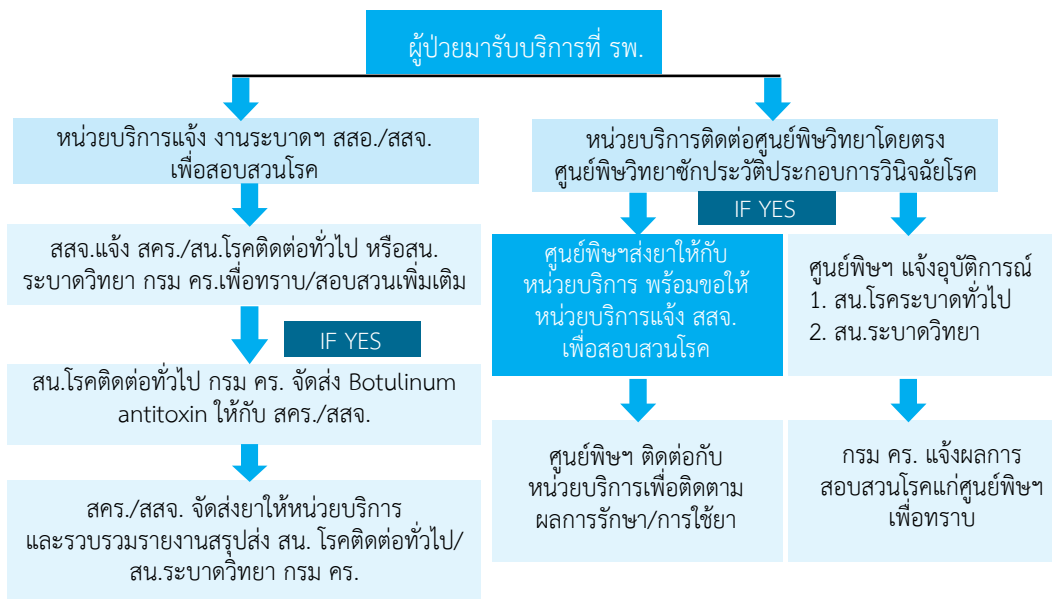 ผู้ป่วยมารับบริการที่ รพ.
หน่วยบริการแจ้ง งานระบาดฯ สสอ./สสจ.
เพื่อสอบสวนโรค
สสจ.แจ้ง สคร./สน.โรคติดต่อทั่วไป หรือสน.
ระบาดวิทยา กรม คร.เพื่อทราบ/สอบสวนเพิ่มเติม
IF YES
สน.โรคติดต่อทั่วไป กรม คร. จัดส่ง Botulinum
antitoxin ให้กับ สคร./สสจ.
สคร./สสจ. จัดส่งยาให้หน่วยบริการ
และรวบรวมรายงานสรุปส่ง สน. โรคติดต่อทั่วไป/
สน.ระบาดวิทยา กรม คร.
หน่วยบริการติดต่อศูนย์พิษวิทยาโดยตรง
ศูนย์พิษวิทยาซักประวัติประกอบการวินิจฉัยโรค
IF YES
ศูนย์พิษฯส่งยาให้กับ
หน่วยบริการ พร้อมขอให้
หน่วยบริการแจ้ง สสจ.
เพื่อสอบสวนโรค
ศูนย์พิษฯ ติดต่อกับ
หน่วยบริการเพื่อติดตาม
ผลการรักษา/การใช้ยา
ศูนย์พิษฯ แจ้งอุบัติการณ์
1. สน.โรคระบาดทั่วไป
2. สน.ระบาดวิทยา
กรม คร. แจ้งผลการ
สอบสวนโรคแก่ศูนย์พิษฯ
เพื่อทราบ